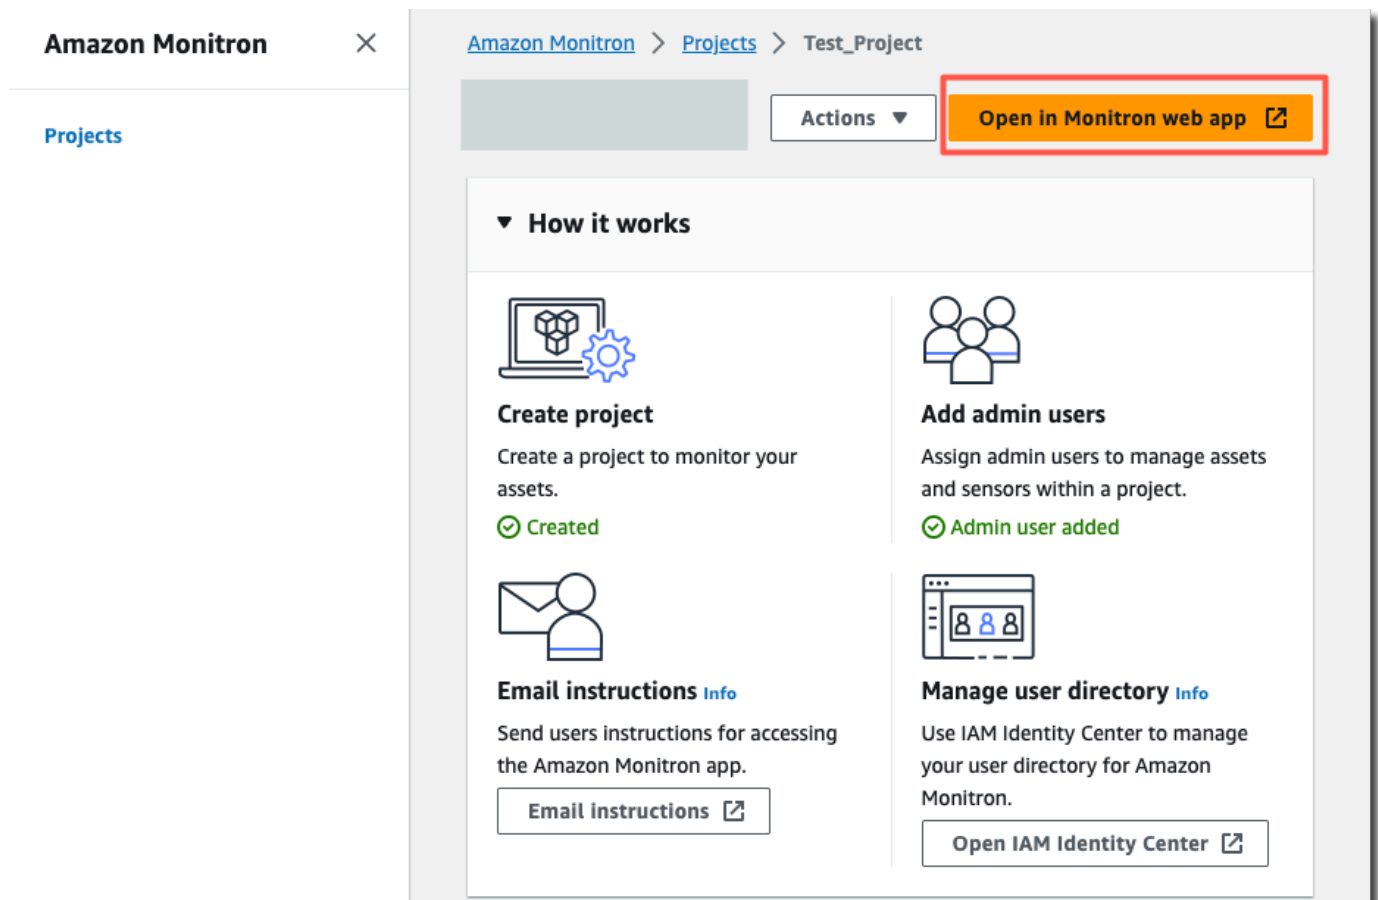 Amazon Monitron
Amazon Monitron > Projects > Test_Project
Projects
Actions
Open in Monitron web app
How it works
Create project
Create a project to monitor your
assets.
Created
Add admin users
Assign admin users to manage assets
and sensors within a project.
Admin user added
Email instructions Info
Send users instructions for accessing
the Amazon Monitron app.
Email instructions
Manage user directory Info
Use IAM Identity Center to manage
your user directory for Amazon
Monitron.
Open IAM Identity Center